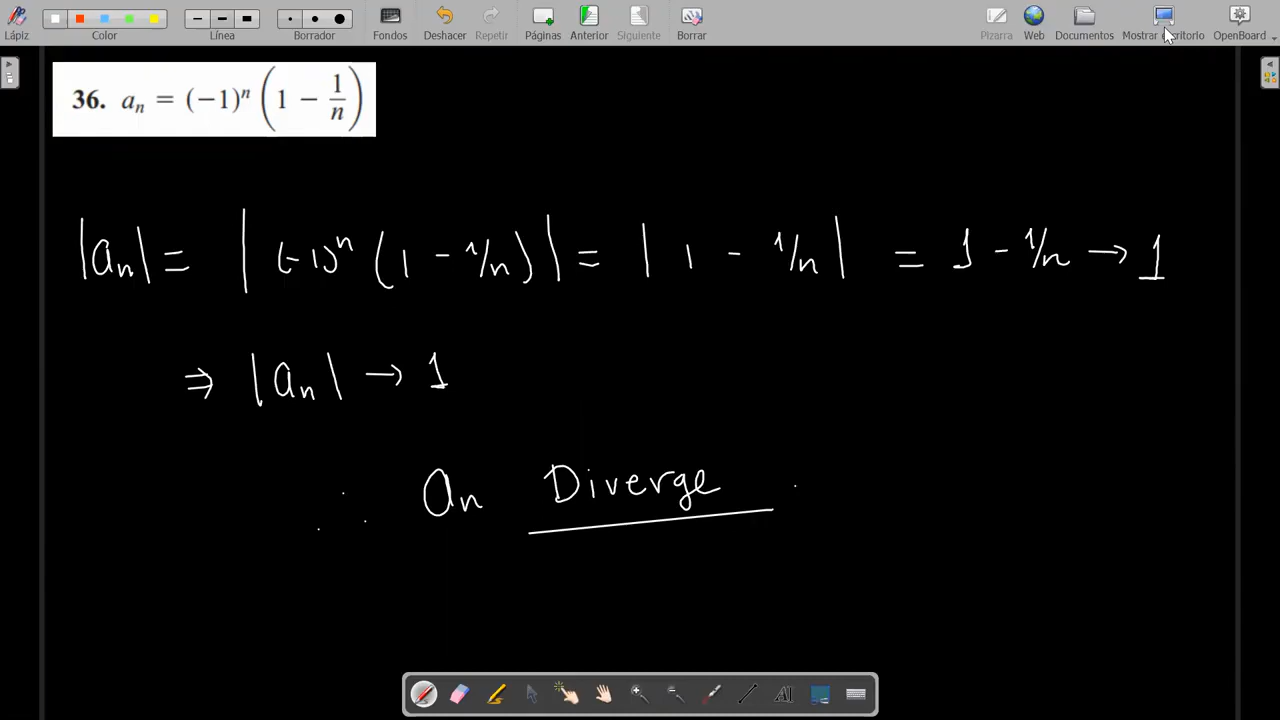 Lápiz Color Línea Borrador Fondos Deshacer Repetir Páginas Anterior Siguiente Borrar Pizarra Web Documentos Mostrar escritorio OpenBoard
36. aₙ = (−1)ⁿ (1 − 1/n)
|aₙ| = |(-1)ⁿ (1 - 1/n)| = |1 - 1/n| = 1 - 1/n → 1
⇒ |aₙ| → 1
∴ aₙ Diverge